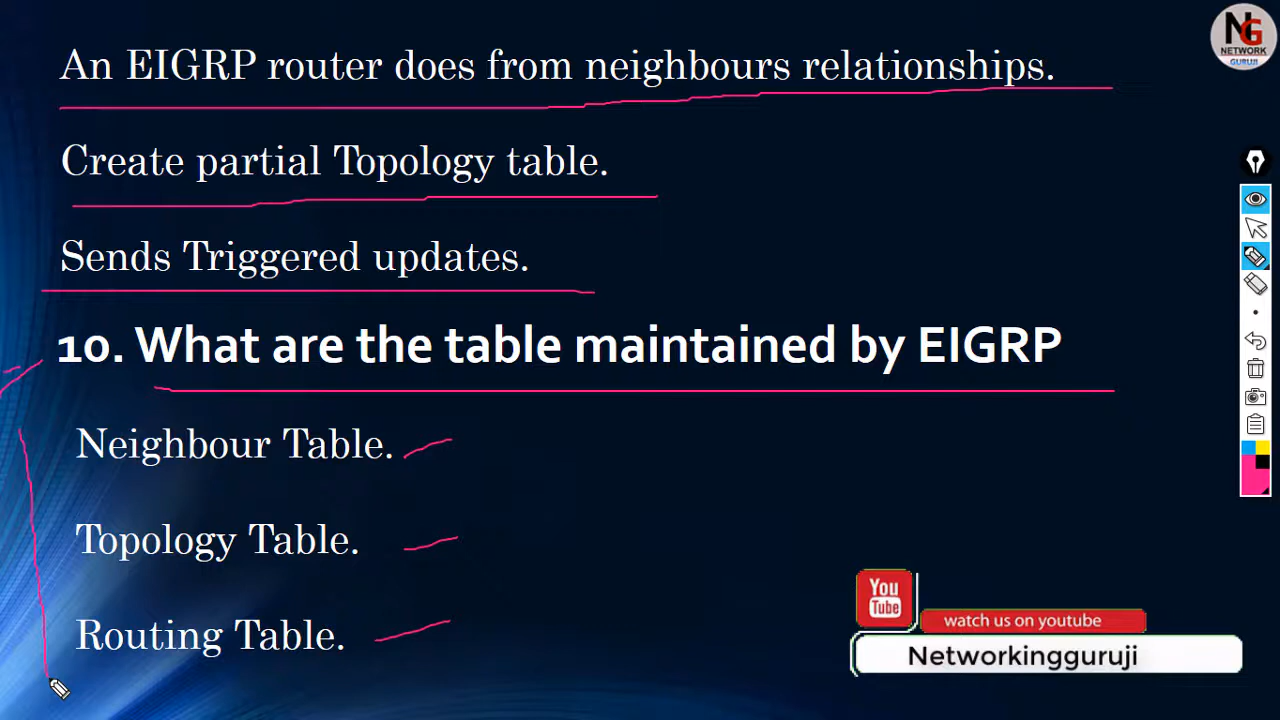 NG
NETWORK
GURUJI
An EIGRP router does from neighbours relationships.
Create partial Topology table.
Sends Triggered updates.
10. What are the table maintained by EIGRP
Neighbour Table.
Topology Table.
Routing Table.
You
Tube
watch us on youtube
Networkingguruji